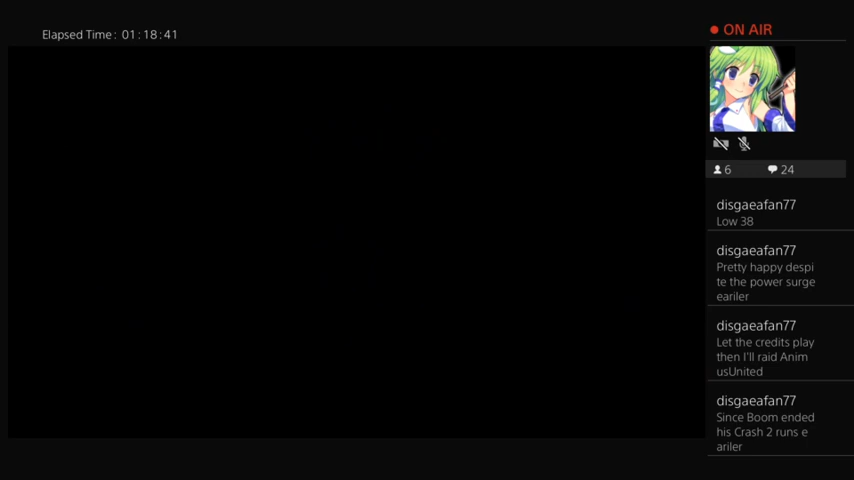 Elapsed Time: 01:18:41
ON AIR
6 24
disgaeafan77
Low 38
disgaeafan77
Pretty happy despi
te the power surge
eariler
disgaeafan77
Let the credits play
then I'll raid Anim
usUnited
disgaeafan77
Since Boom ended
his Crash 2 runs e
ariler